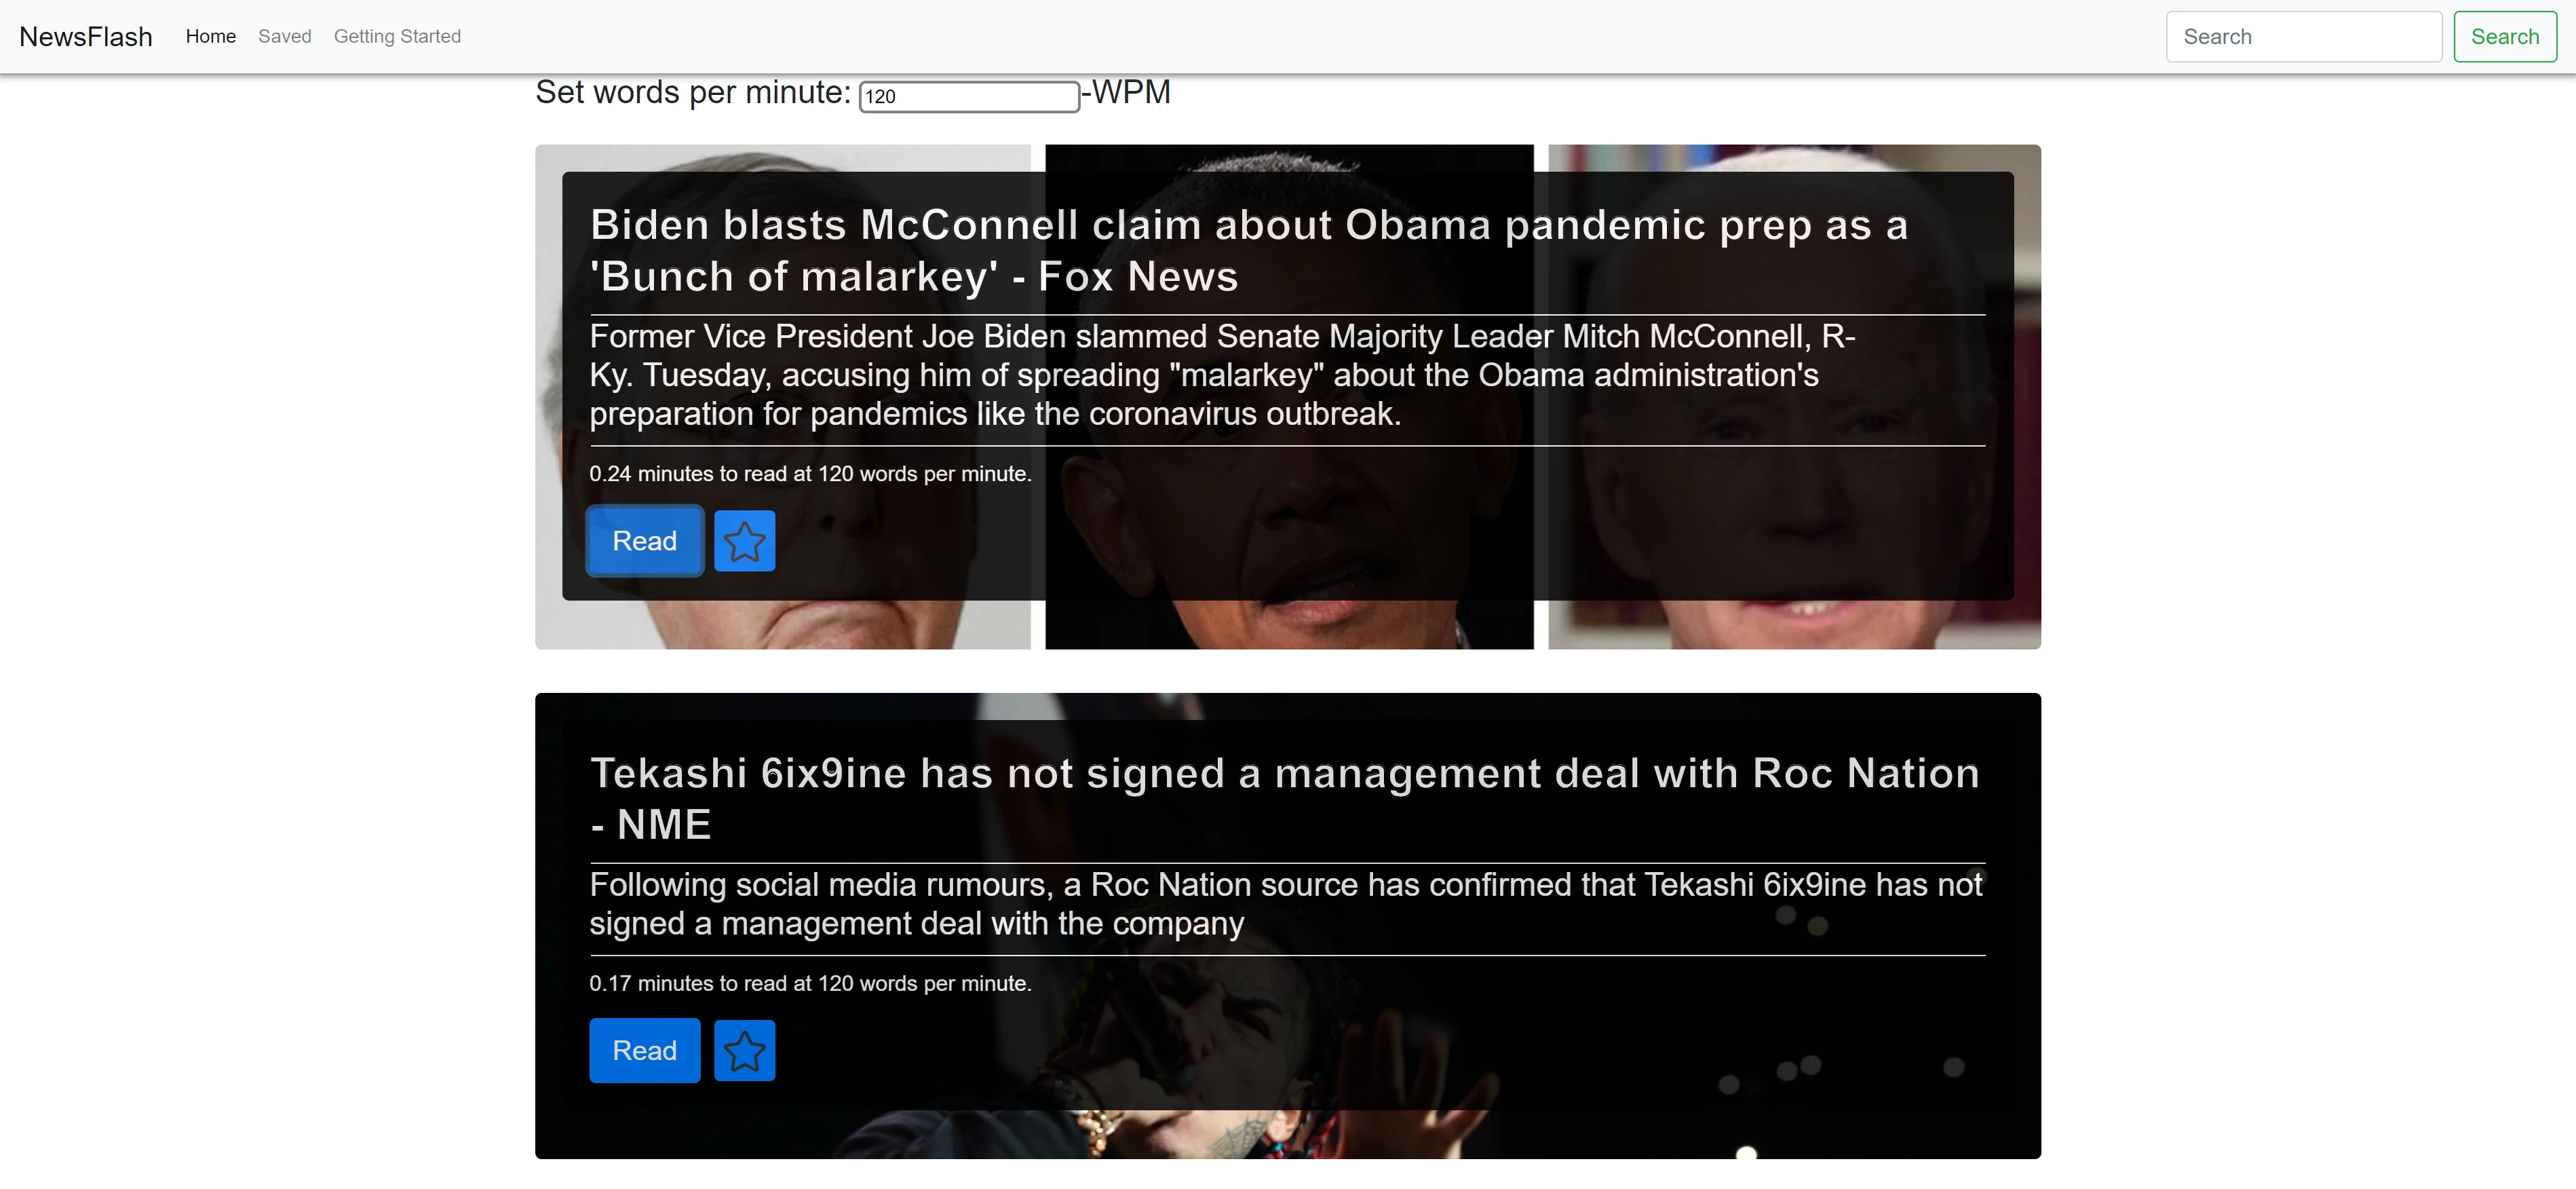 NewsFlash Home Saved Getting Started Search Search
Set words per minute: 120 -WPM
Biden blasts McConnell claim about Obama pandemic prep as a
'Bunch of malarkey' - Fox News
Former Vice President Joe Biden slammed Senate Majority Leader Mitch McConnell, R-
Ky. Tuesday, accusing him of spreading "malarkey" about the Obama administration's
preparation for pandemics like the coronavirus outbreak.
0.24 minutes to read at 120 words per minute.
Read
Tekashi 6ix9ine has not signed a management deal with Roc Nation
- NME
Following social media rumours, a Roc Nation source has confirmed that Tekashi 6ix9ine has not
signed a management deal with the company
0.17 minutes to read at 120 words per minute.
Read